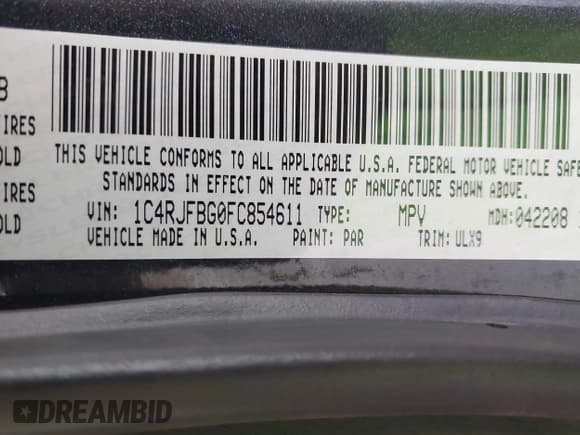 8
IRES
OLD
IRES
OLD
THIS VEHICLE CONFORMS TO ALL APPLICABLE U.S.A. FEDERAL MOTOR VEHICLE SAFE
STANDARDS IN EFFECT ON THE DATE OF MANUFACTURE SHOWN ABOVE.
VIN: 1C4RJFBG0FC854611 TYPE: MPV MDH:042208
VEHICLE MADE IN U.S.A. PAINT: PAR TRIM: ULX9
DREAMBID